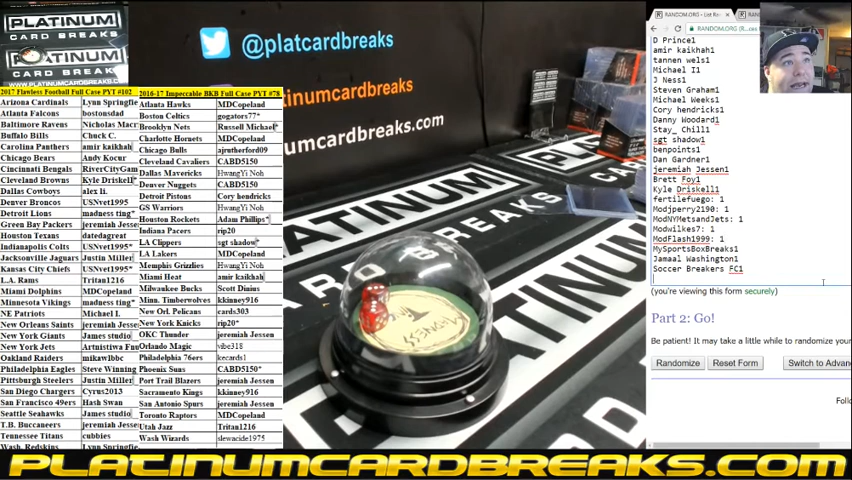 PLATINUM
CARD BREAKS
PLATINUM
CARD BREAKS
@platcardbreaks
2017 Flawless Football Full Case PYT #102
Arizona Cardinals Lynn Springfie
Atlanta Falcons bostonsdad
Baltimore Ravens Nicholas Macr
Buffalo Bills Chuck C.
Carolina Panthers amir kaikhah
Chicago Bears Andy Kocur
Cincinnati Bengals RiverCityGam
Cleveland Browns Kyle Driskell*
Dallas Cowboys alex li.
Denver Broncos USNvet1995
Detroit Lions madness ting*
Green Bay Packers jeremiah Jesse
Houston Texans datedagreat
Indianapolis Colts USNvet1995*
Jacksonville Jaguars Justin Miller
Kansas City Chiefs USNvet1995*
L.A. Rams
Miami Dolphins MDCopeland
Minnesota Vikings madness ting*
NE Patriots Michael I.
New Orleans Saints jeremiah Jesse
New York Giants James studio
New York Jets Artnistiwa Fu
Oakland Raiders mikawlbbc
Philadelphia Eagles Steve Winning
Pittsburgh Steelers Justin Miller
San Diego Chargers Cyrus2013
San Francisco 49ers Hash Swan
Seattle Seahawks James studio
T.B. Buccaneers jeremiah Jesse
Tennessee Titans cubbies
Wash. Redskins Lynn Springfie
2016-17 Impeccable BKB Full Case PYT #78
Atlanta Hawks MDCopeland
Boston Celtics gogators77*
Brooklyn Nets Russell Michael*
Charlotte Hornets MDCopeland
Chicago Bulls ajrutherford09
Cleveland Cavaliers CABD5150
Dallas Mavericks HwangYi Noh
Denver Nuggets CABD5150
Detroit Pistons Cory hendricks
GS Warriors HwangYi Noh
Houston Rockets Adam Phillips*
Indiana Pacers rip20
LA Clippers sgt shadow*
LA Lakers MDCopeland
Memphis Grizzlies HwangYi Noh
Miami Heat amir kaikhah
Milwaukee Bucks Scott Dinius
Minn. Timberwolves kkinney916
New Orl. Pelicans cards303
New York Knicks rip20*
OKC Thunder jeremiah Jessen
Orlando Magic vibe318
Philadelphia 76ers kecards1
Phoenix Suns CABD5150*
Port Trail Blazers jeremiah Jessen
Sacramento Kings kkinney916
San Antonio Spurs jeremiah Jessen
Toronto Raptors MDCopeland
Utah Jazz Tritan1216
Wash Wizards slewacide1975
D Prince1
amir kaikhah1
tannen wels1
Michael I1
J Ness1
Steven Graham1
Michael Weeks1
Cory hendricks1
Danny Woodard1
Stay_ Chill1
sgt shadow1
benpoints1
Dan Gardner1
jeremiah Jessen1
Brett Foy1
Kyle Driskell1
fertilefuego: 1
Modjperry2190: 1
ModNYMetsandJets: 1
Modwilkes7: 1
ModFlash1999: 1
MySportsBoxBreaks1
Jamaal Washington1
Soccer Breakers FC1
(you're viewing this form securely)
Part 2: Go!
Be patient! It may take a little while to randomize your
Randomize
Reset Form
Switch to Advan
Follo
PLATINUMCARDBREAKS.COM